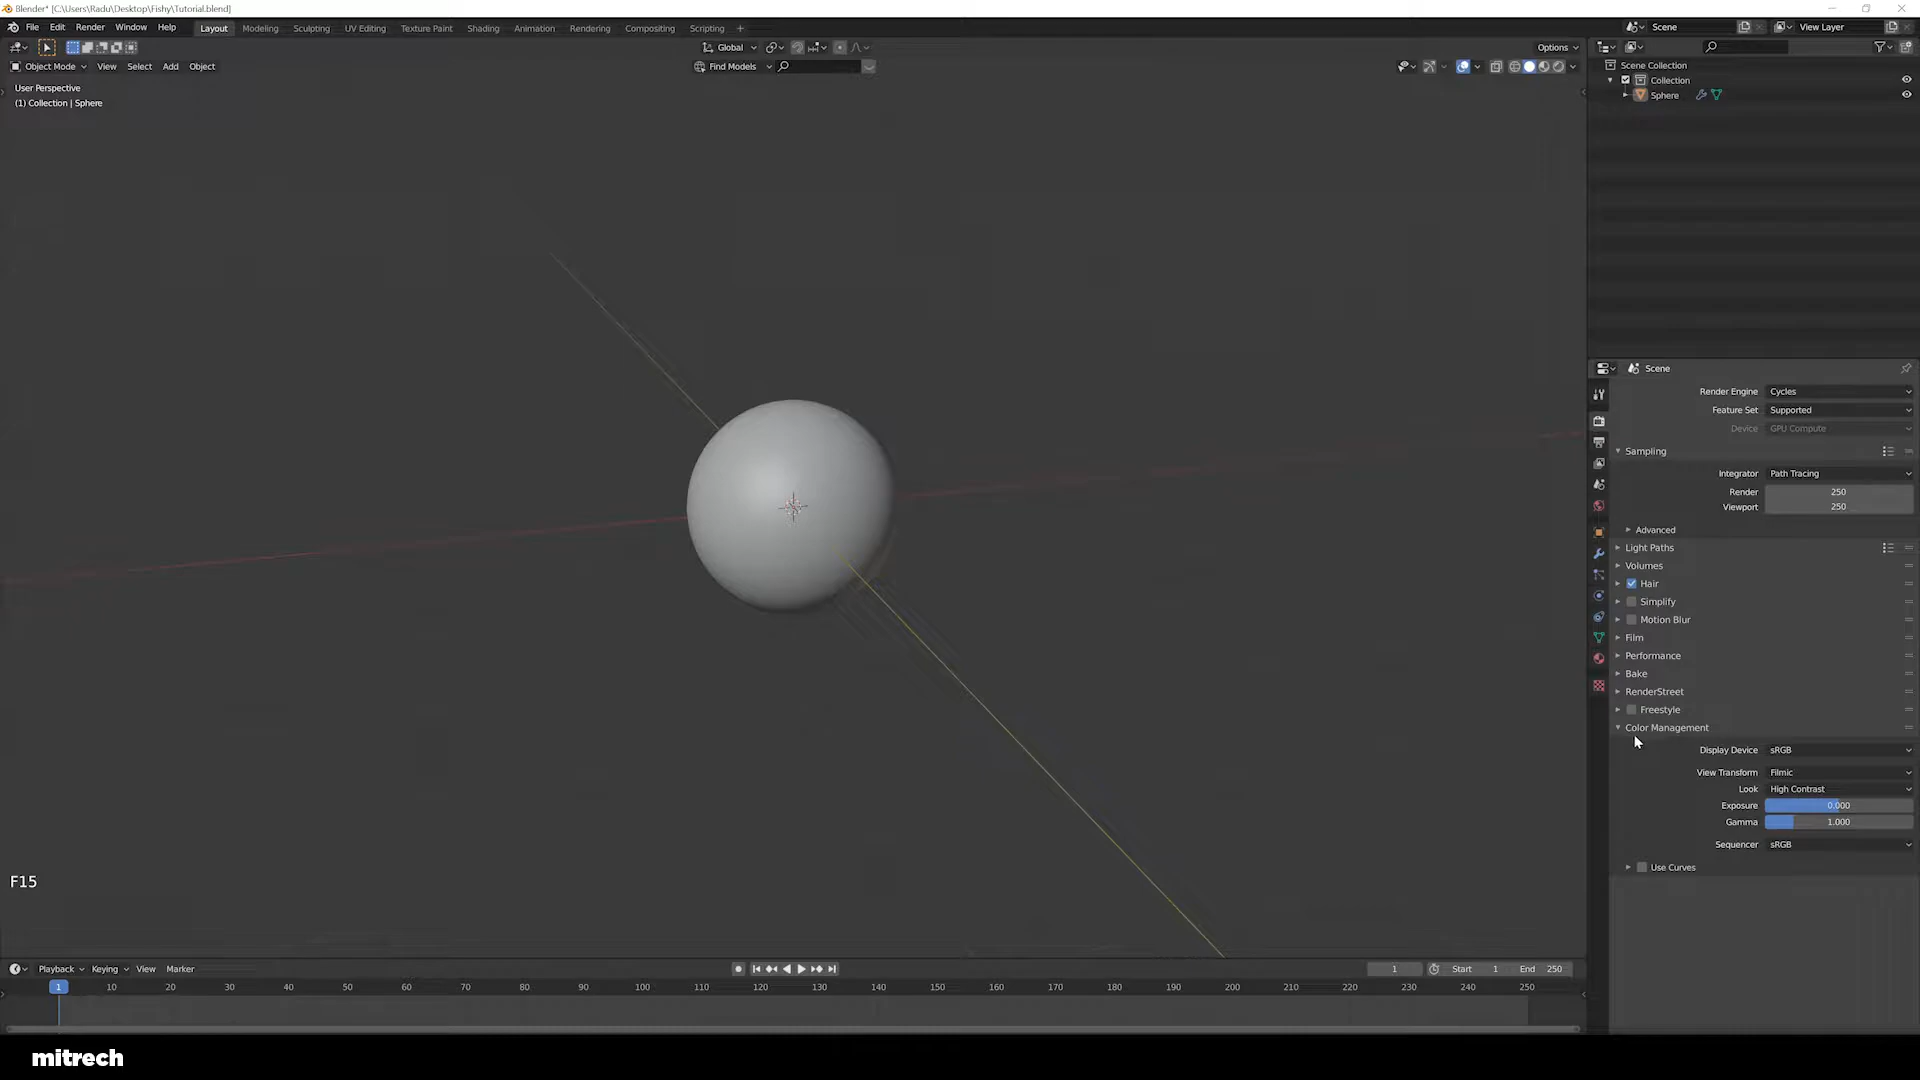 Blender* [C:\Users\Radu\Desktop\Fishy\Tutorial.blend]
File Edit Render Window Help Layout Modeling Sculpting UV Editing Texture Paint Shading Animation Rendering Compositing Scripting + Scene View Layer
Global Options
Object Mode View Select Add Object Find Models
User Perspective
(1) Collection | Sphere
Scene Collection
Collection
Sphere
Scene
Render Engine Cycles
Feature Set Supported
Device GPU Compute
Sampling
Integrator Path Tracing
Render 250
Viewport 250
Advanced
Light Paths
Volumes
Hair
Simplify
Motion Blur
Film
Performance
Bake
RenderStreet
Freestyle
Color Management
Display Device sRGB
View Transform Filmic
Look High Contrast
Exposure 0.000
Gamma 1.000
Sequencer sRGB
Use Curves
F15
Playback Keying View Marker 1 Start 1 End 250
1 10 20 30 40 50 60 70 80 90 100 110 120 130 140 150 160 170 180 190 200 210 220 230 240 250
mitrech